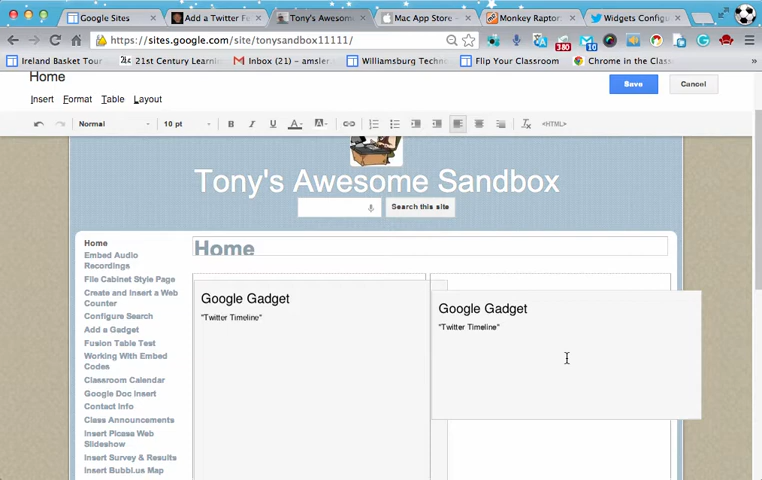 Google Sites
Add a Twitter Fe
Tony's Awesome
Mac App Store -
Monkey Raptor
Widgets Config
https://sites.google.com/site/tonysandbox11111/
380
10
Ireland Basket Tour
21st Century Learni
Inbox (21) - amsler
Williamsburg Techn
Flip Your Classroom
Chrome in the Class
»
Home
Save
Cancel
Insert
Format
Table
Layout
Normal
10 pt
B
I
U
A
A
<HTML>
Tony's Awesome Sandbox
Search this site
Home
Embed Audio
Recordings
File Cabinet Style Page
Create and Insert a Web
Counter
Configure Search
Add a Gadget
Fusion Table Test
Working With Embed
Codes
Classroom Calendar
Google Doc Insert
Contact Info
Class Announcements
Insert Picase Web
Slideshow
Insert Survey & Results
Insert Bubbl.us Map
Home
Google Gadget
"Twitter Timeline"
Google Gadget
"Twitter Timeline"